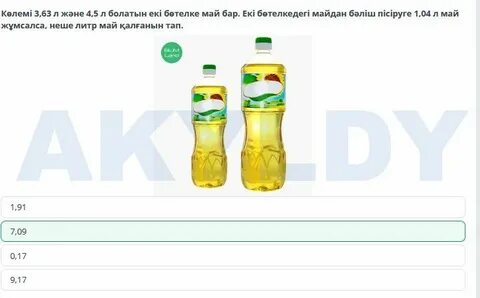 Көлемі 3,63 л және 4,5 л болатын екі бөтелке май бар. Екі бөтелкедегі майдан бәліш пісіруге 1,04 л май
жұмсалса, неше литр май қалғанын тап.
BilimLand
AKYLDY
1,91
7,09
0,17
9,17